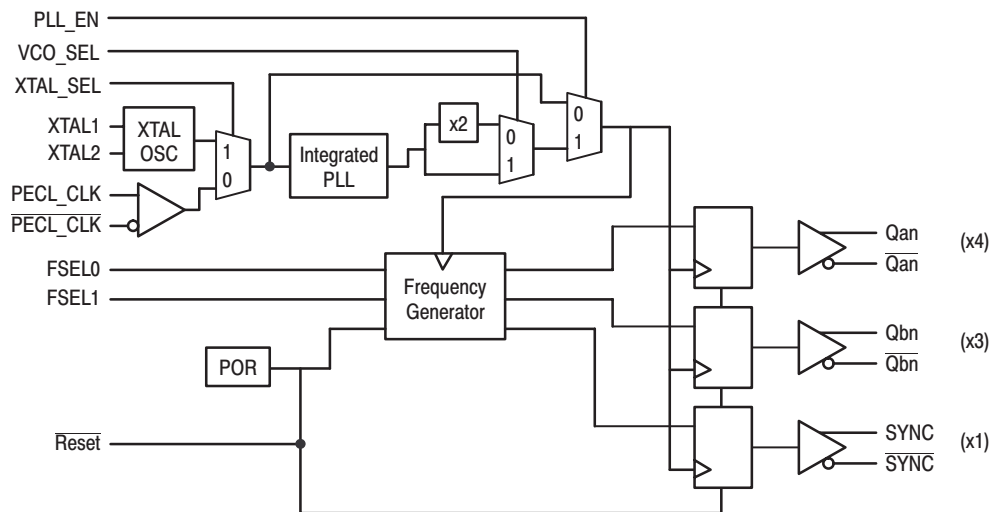 PLL_EN
VCO_SEL
XTAL_SEL
XTAL1
XTAL2
XTAL
OSC
1
0
PECL_CLK
PECL_CLK
Integrated
PLL
x2
0
1
0
1
FSEL0
FSEL1
Frequency
Generator
POR
Reset
Qan
Qan
(x4)
Qbn
Qbn
(x3)
SYNC
SYNC
(x1)